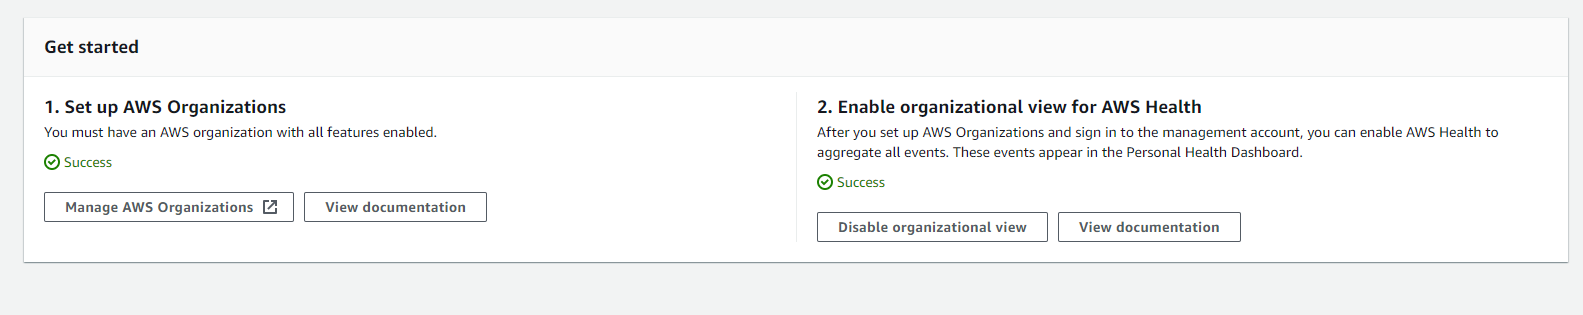 Get started
1. Set up AWS Organizations
You must have an AWS organization with all features enabled.
Success
Manage AWS Organizations
View documentation
2. Enable organizational view for AWS Health
After you set up AWS Organizations and sign in to the management account, you can enable AWS Health to
aggregate all events. These events appear in the Personal Health Dashboard.
Success
Disable organizational view
View documentation